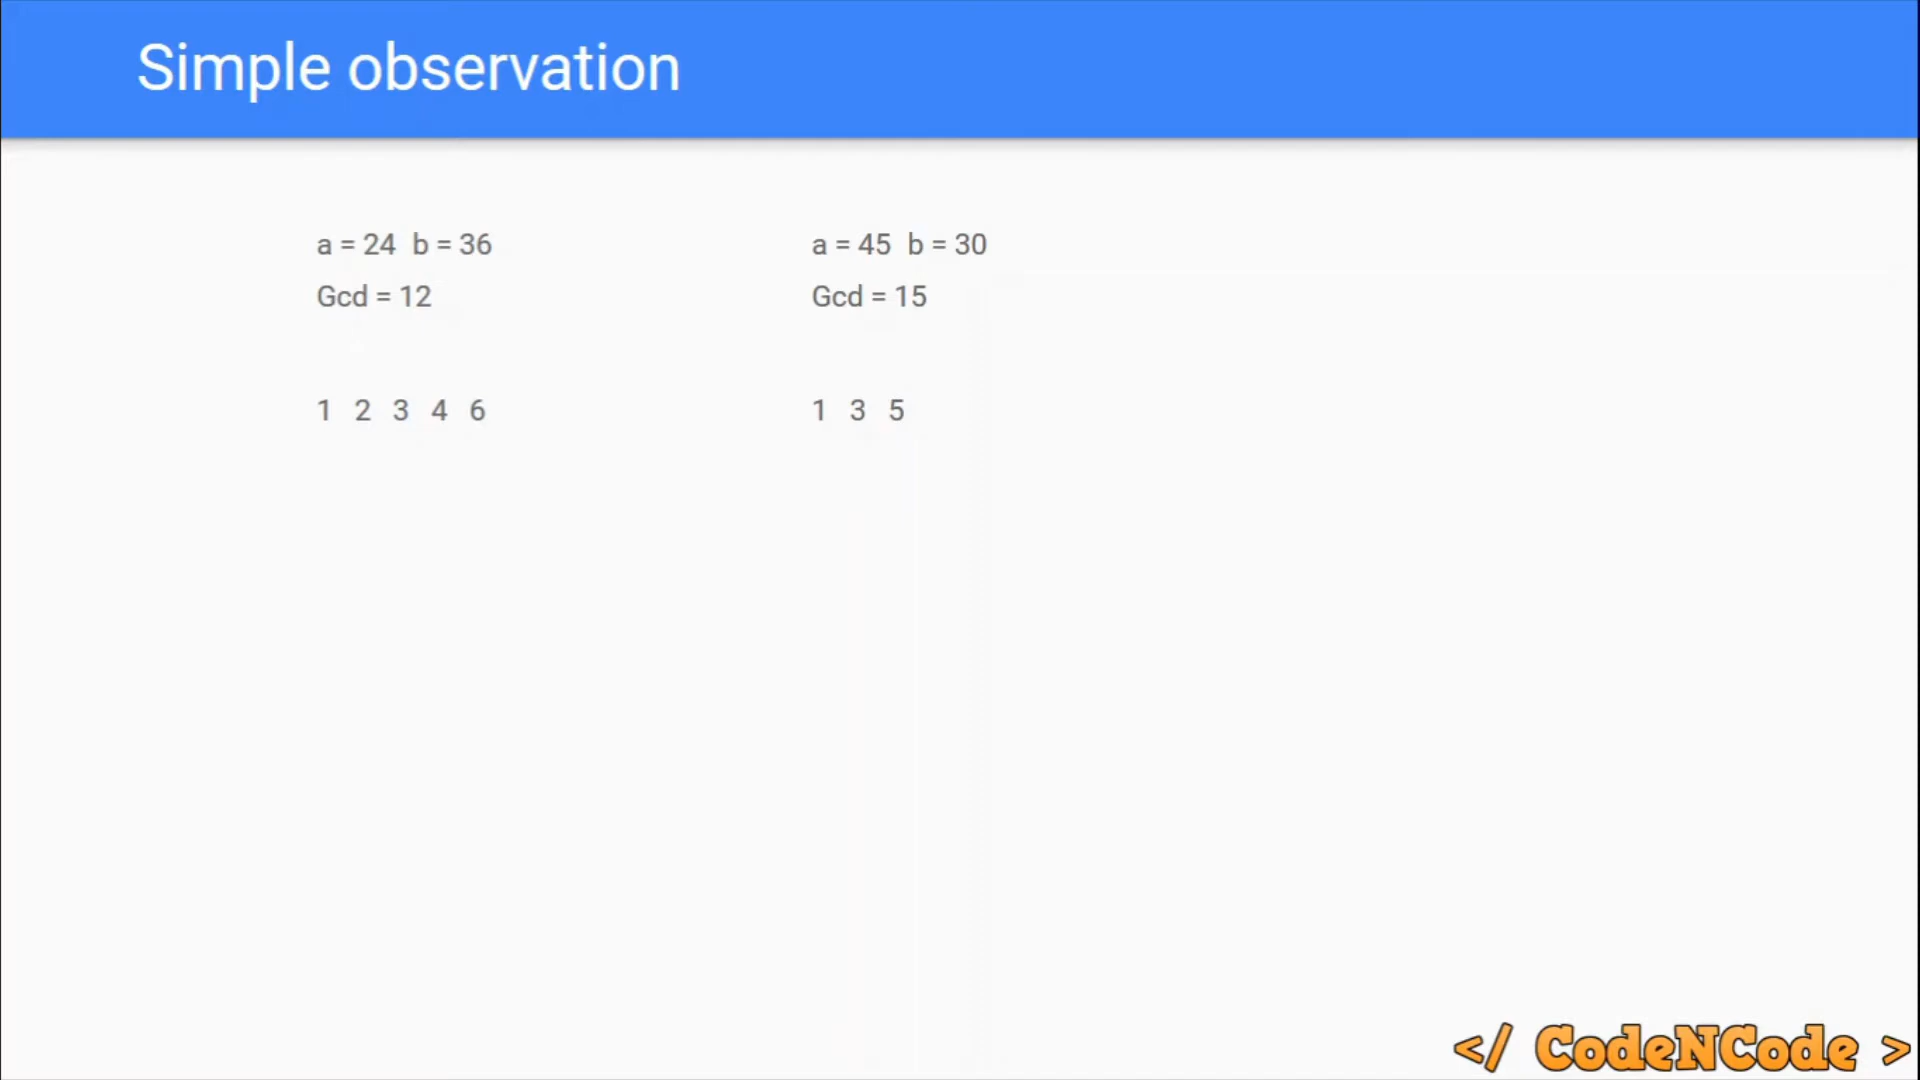 Simple observation
a = 24 b = 36
Gcd = 12
1 2 3 4 6
a = 45 b = 30
Gcd = 15
1 3 5
</ CodeNCode >